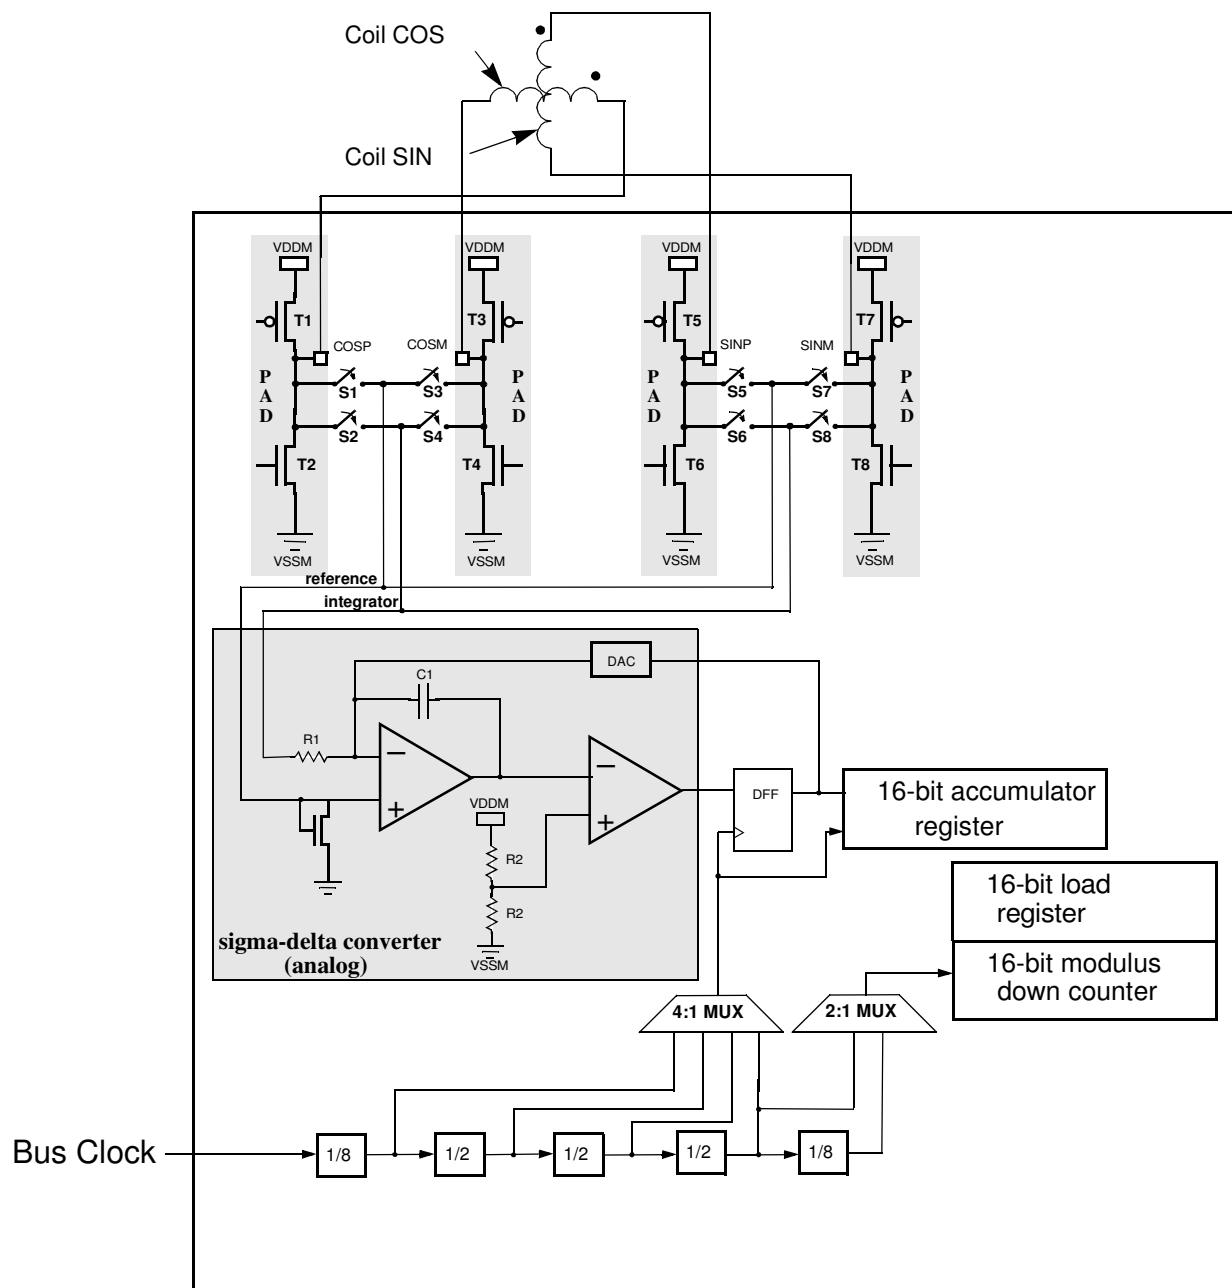 Coil COS
Coil SIN
VDDM
VDDM
VDDM
VDDM
T1
T3
T5
T7
COSP
COSM
SINP
SINM
P
A
D
S1
S3
P
A
D
P
A
D
S5
S7
P
A
D
S2
S4
S6
S8
T2
T4
T6
T8
VSSM
VSSM
VSSM
VSSM
reference
integrator
DAC
C1
R1
−
+
−
+
VDDM
R2
R2
VSSM
sigma-delta converter
(analog)
DFF
16-bit accumulator
register
16-bit load
register
16-bit modulus
down counter
4:1 MUX
2:1 MUX
Bus Clock
1/8
1/2
1/2
1/2
1/8